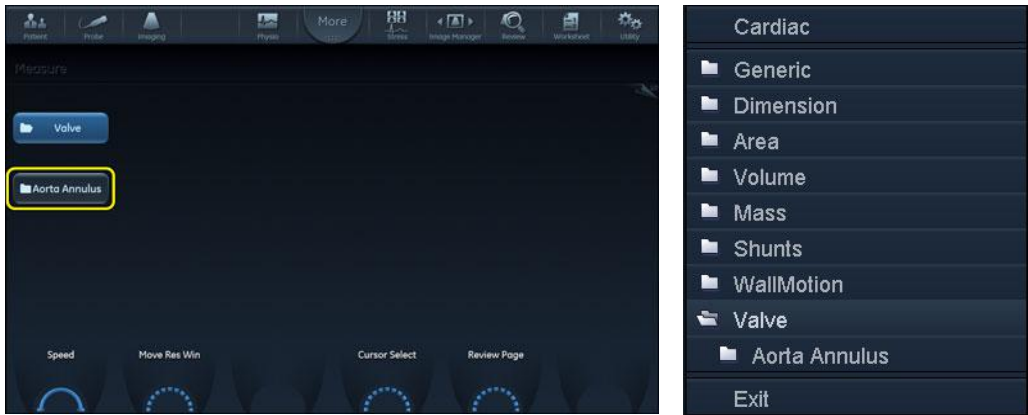 Patient Probe Imaging Physio More Stress Image Manager Review Worksheet Utility
Measure
Valve
Aorta Annulus
Speed Move Res Win Cursor Select Review Page
Cardiac
Generic
Dimension
Area
Volume
Mass
Shunts
WallMotion
Valve
Aorta Annulus
Exit